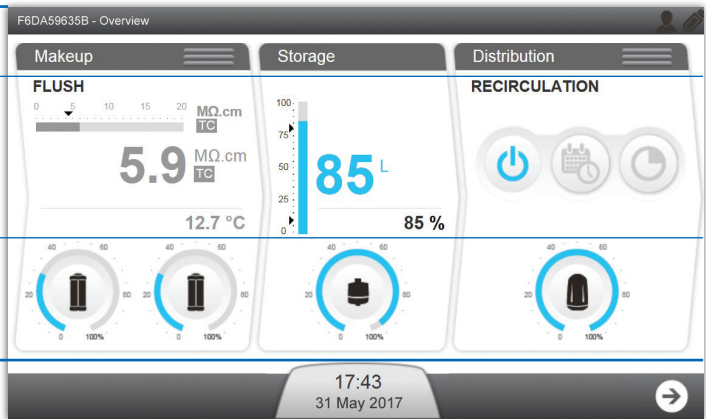 F6DA59635B - Overview
Makeup
FLUSH
0 5 10 15 20 MΩ.cm
TC
5.9 MΩ.cm
TC
12.7 °C
20 40 60 80
0 100%
20 40 60 80
0 100%
Storage
100
75
50
25
0
85 L
85 %
20 40 60 80
0 100%
Distribution
RECIRCULATION
20 40 60 80
0 100%
17:43
31 May 2017